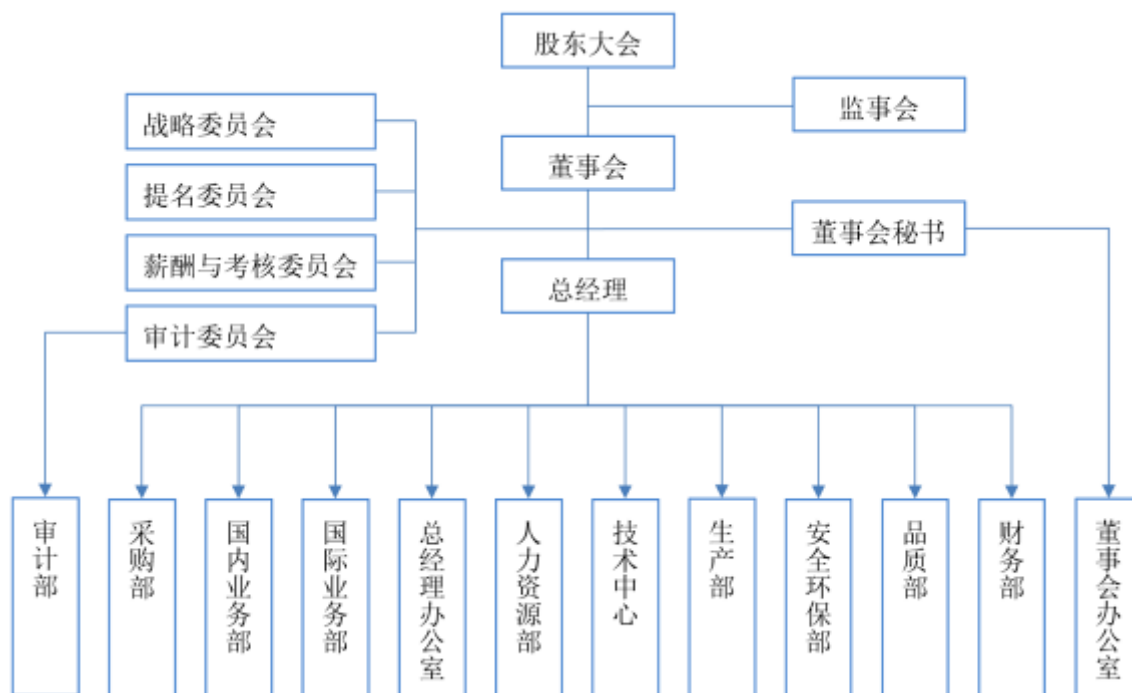 股东大会
监事会
战略委员会
董事会
提名委员会
董事会秘书
薪酬与考核委员会
总经理
审计委员会
审计部
采购部
国内业务部
国际业务部
总经理办公室
人力资源部
技术中心
生产部
安全环保部
品质部
财务部
董事会办公室